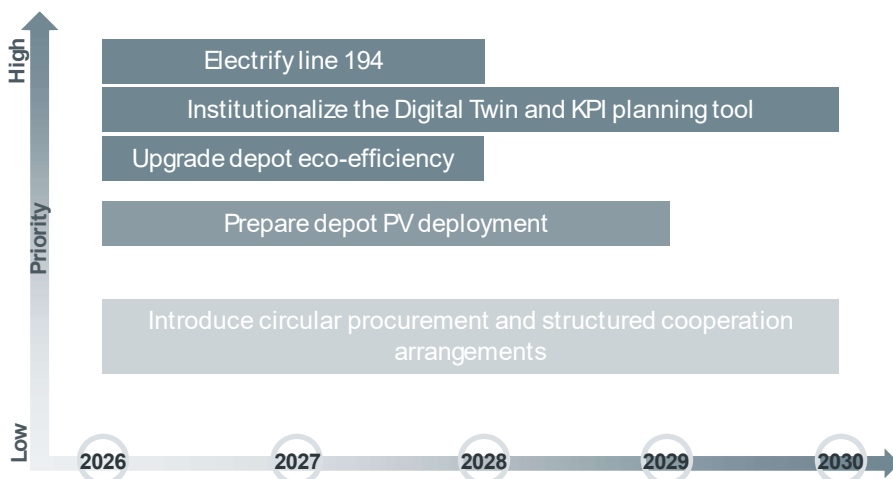 High
Electrify line 194
Institutionalize the Digital Twin and KPI planning tool
Upgrade depot eco-efficiency
Priority
Prepare depot PV deployment
Introduce circular procurement and structured cooperation
arrangements
Low
2026 2027 2028 2029 2030